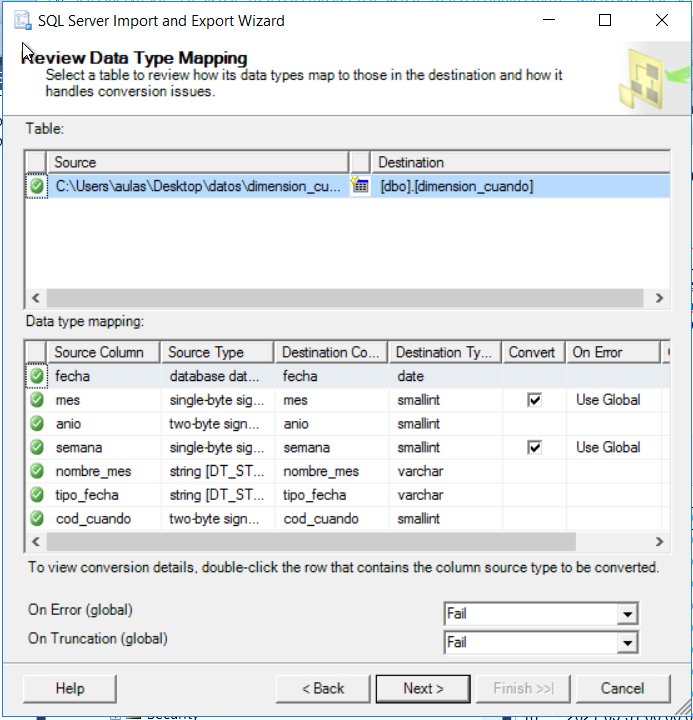 SQL Server Import and Export Wizard
Review Data Type Mapping
Select a table to review how its data types map to those in the destination and how it
handles conversion issues.
Table:
Source Destination
C:\Users\aulas\Desktop\datos\dimension_cu... [dbo].[dimension_cuando]
Data type mapping:
Source Column Source Type Destination Co... Destination Ty... Convert On Error
fecha database dat... fecha date
mes single-byte sig... mes smallint Use Global
anio two-byte sign... anio smallint
semana single-byte sig... semana smallint Use Global
nombre_mes string [DT_ST... nombre_mes varchar
tipo_fecha string [DT_ST... tipo_fecha varchar
cod_cuando two-byte sign... cod_cuando smallint
To view conversion details, double-click the row that contains the column source type to be converted.
On Error (global) Fail
On Truncation (global) Fail
Help < Back Next > Finish >>| Cancel